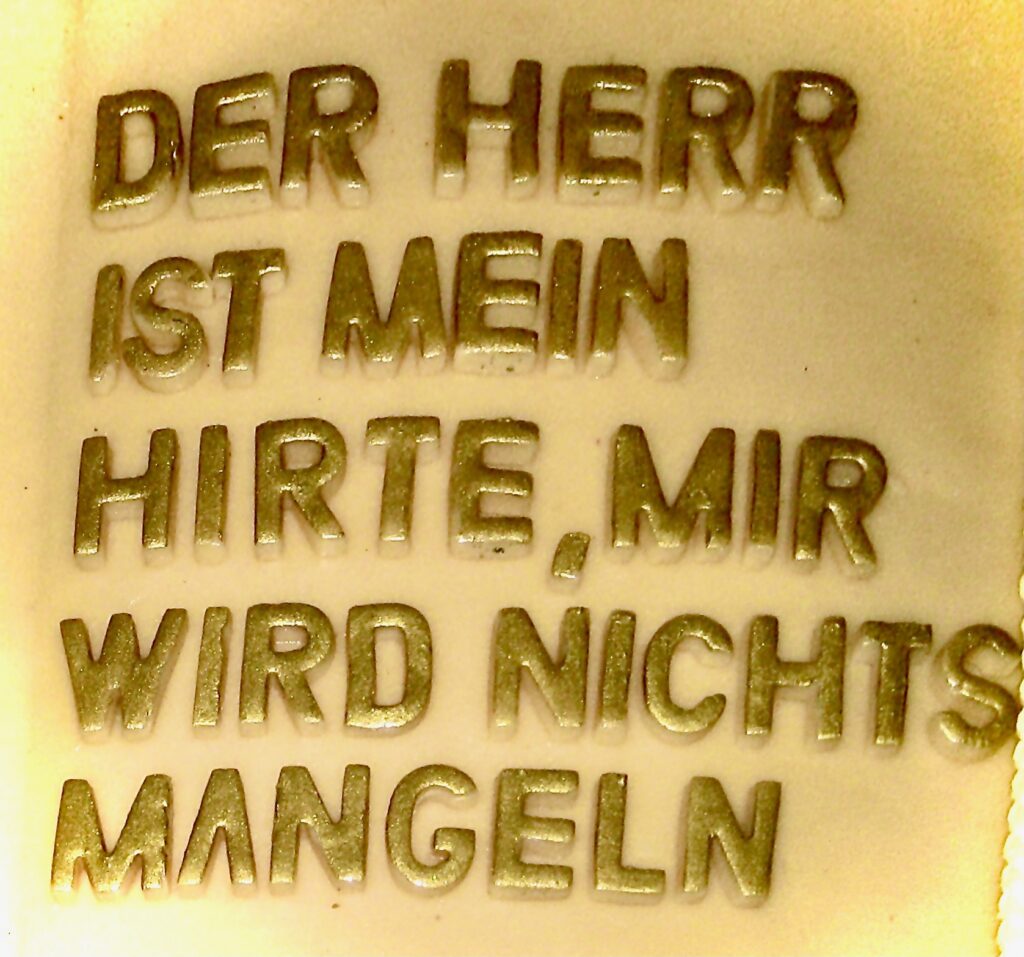 DER HERR
IST MEIN
HIRTE, MIR
WIRD NICHTS
MANGELN